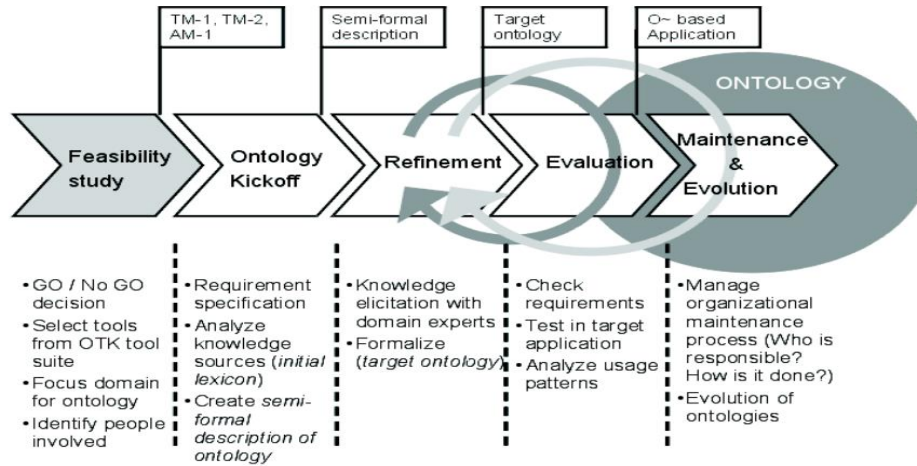 TM-1, TM-2,
AM-1
Semi-formal
description
Target
ontology
O~ based
Application
ONTOLOGY
Feasibility
study
Ontology
Kickoff
Refinement
Evaluation
Maintenance
&
Evolution
•GO / No GO
decision
•Select tools
from OTK tool
suite
•Focus domain
for ontology
•Identify people
involved
•Requirement
specification
•Analyze
knowledge
sources (initial
lexicon)
•Create semi-
formal
description of
ontology
•Knowledge
elicitation with
domain experts
•Formalize
(target ontology)
•Check
requirements
•Test in target
application
•Analyze usage
patterns
•Manage
organizational
maintenance
process (Who is
responsible?
How is it done?)
•Evolution of
ontologies